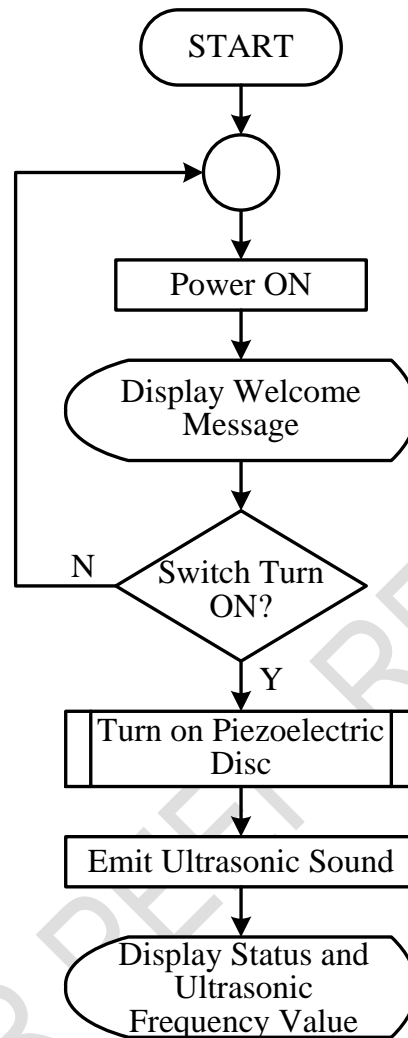 START
Power ON
Display Welcome
Message
Switch Turn
ON?
N
Y
Turn on Piezoelectric
Disc
Emit Ultrasonic Sound
Display Status and
Ultrasonic
Frequency Value